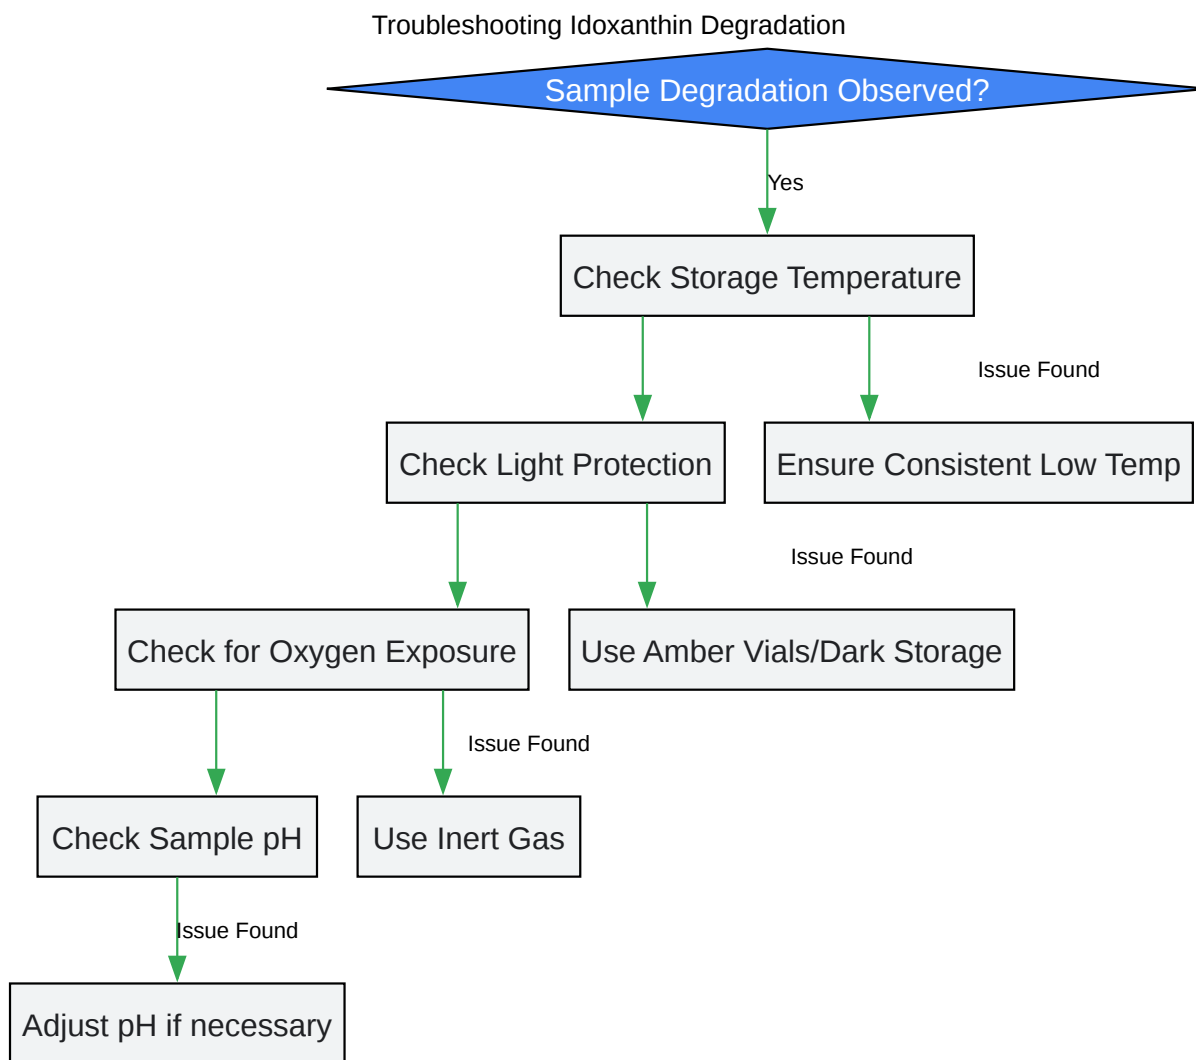 Troubleshooting Idoxanthin Degradation
Sample Degradation Observed?
Yes
Check Storage Temperature
Issue Found
Check Light Protection
Ensure Consistent Low Temp
Issue Found
Check for Oxygen Exposure
Use Amber Vials/Dark Storage
Issue Found
Check Sample pH
Use Inert Gas
Issue Found
Adjust pH if necessary